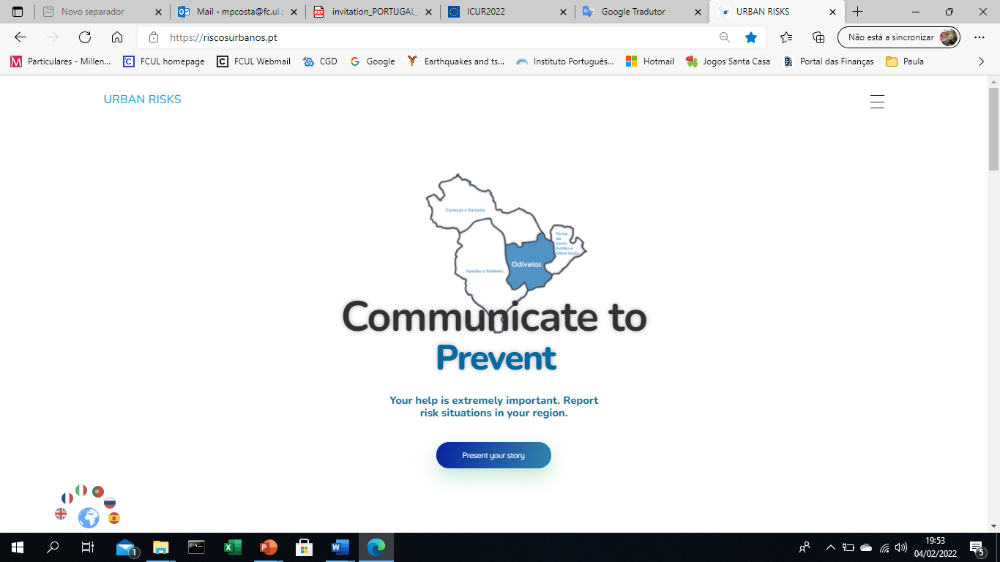 Novo separador
Mail - mpcosta@fc.ul.p
invitation_PORTUGAL_
ICUR2022
Google Tradutor
URBAN RISKS
https://riscosurbanos.pt
Não está a sincronizar
Particulares - Millen...
FCUL homepage
FCUL Webmail
CGD
Google
Earthquakes and ts...
Instituto Português...
Hotmail
Jogos Santa Casa
Portal das Finanças
Paula
URBAN RISKS
Caneças e Ramada
Póvoa
de
Santo
Adrião e
Olival Basto
Odivelas
Famões e Pontinha
Communicate to
Prevent
Your help is extremely important. Report
risk situations in your region.
Present your story
1
19:53
04/02/2022
5